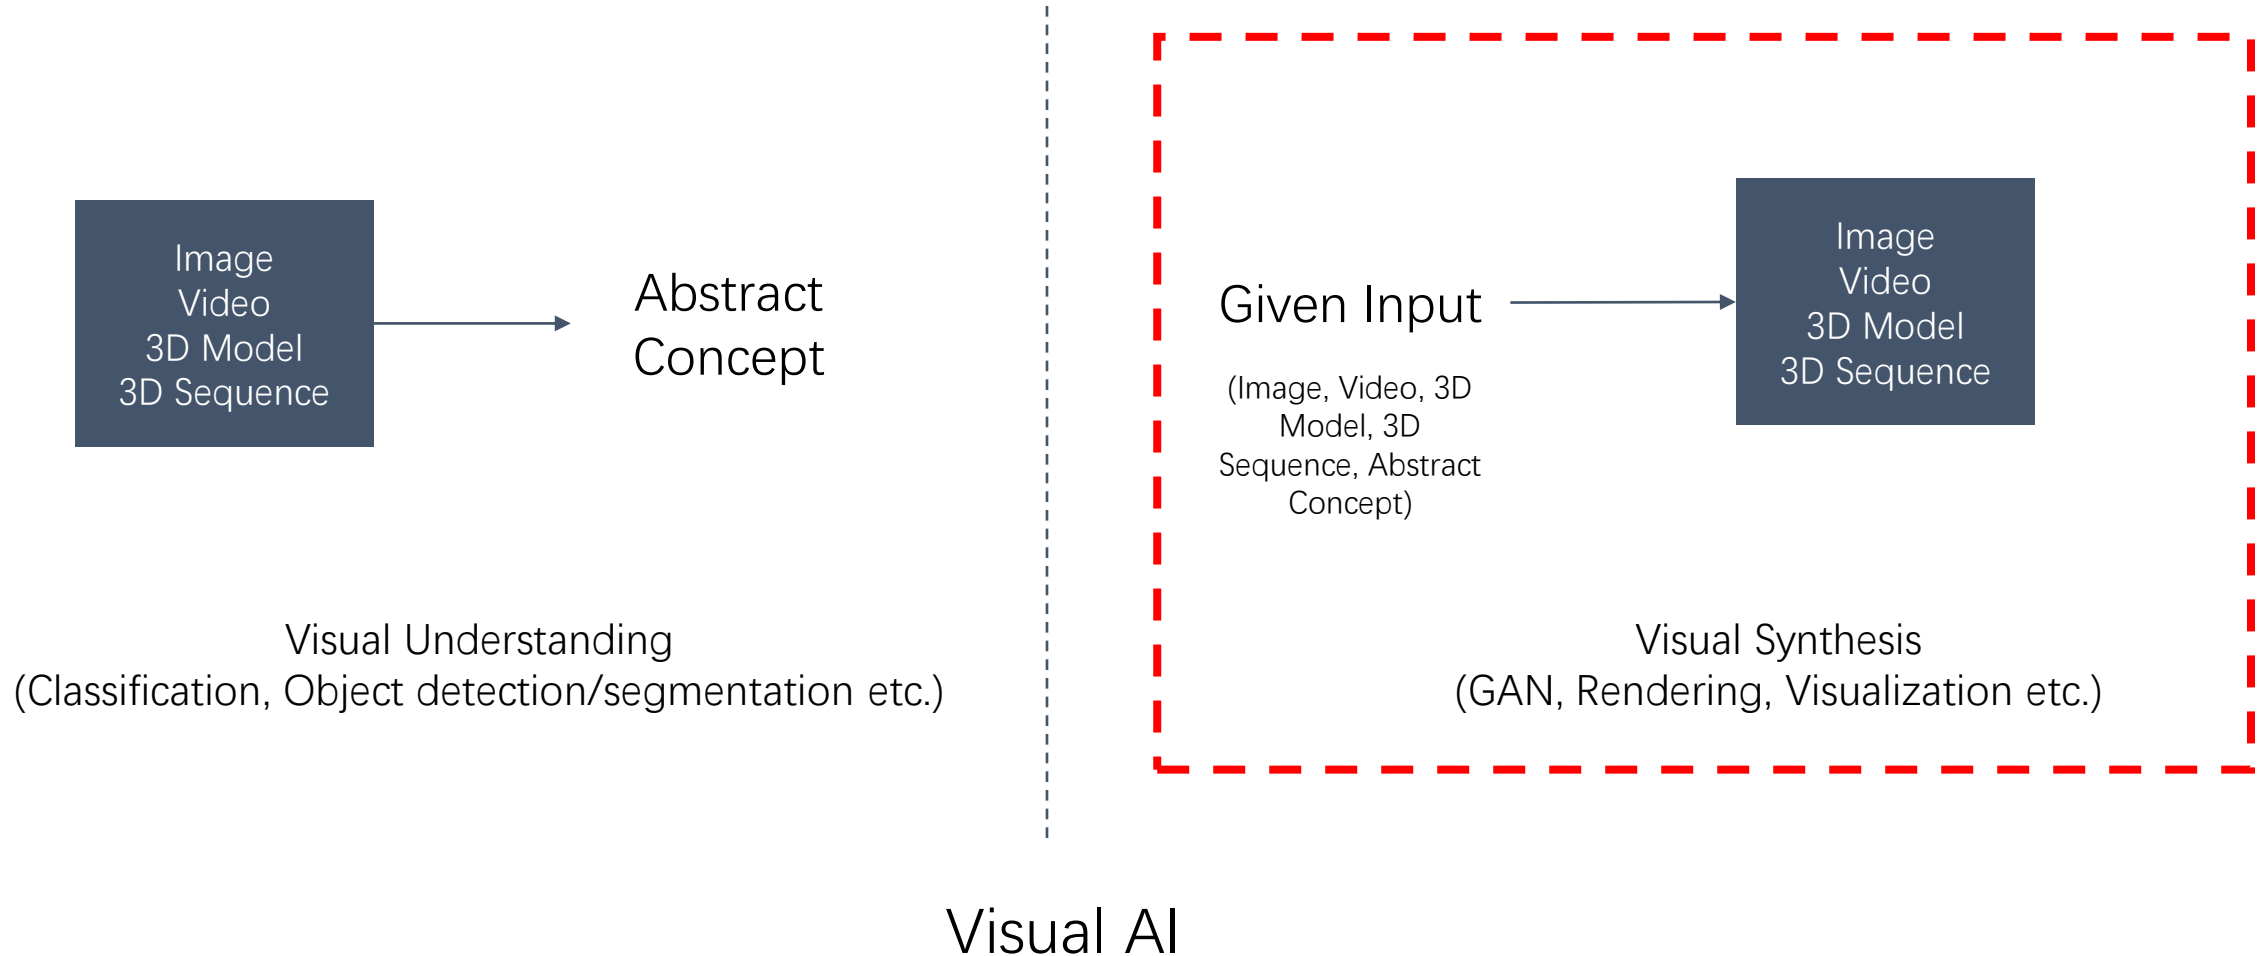 Image
Video
3D Model
3D Sequence
Abstract
Concept
Visual Understanding
(Classification, Object detection/segmentation etc.)
Given Input
(Image, Video, 3D
Model, 3D
Sequence, Abstract
Concept)
Image
Video
3D Model
3D Sequence
Visual Synthesis
(GAN, Rendering, Visualization etc.)
Visual AI